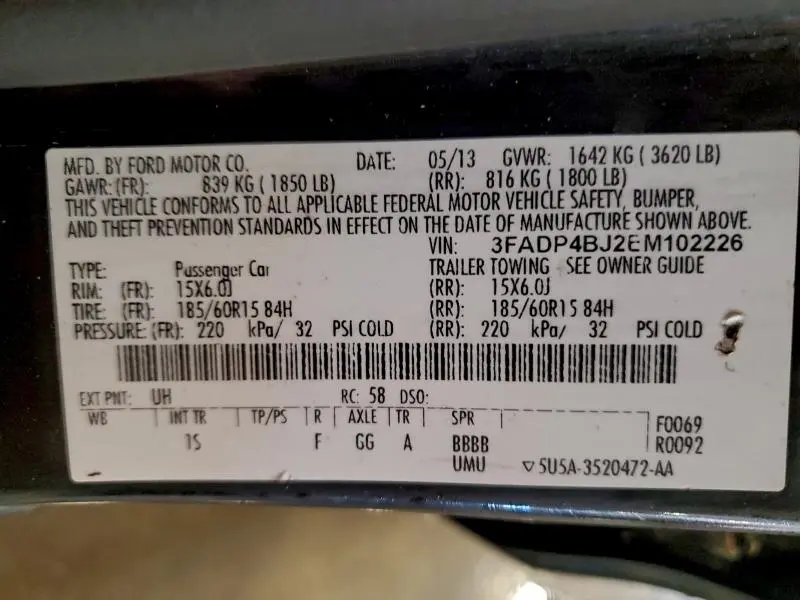 MFD. BY FORD MOTOR CO. DATE: 05/13 GVWR: 1642 KG ( 3620 LB)
GAWR: (FR): 839 KG ( 1850 LB) (RR): 816 KG ( 1800 LB)
THIS VEHICLE CONFORMS TO ALL APPLICABLE FEDERAL MOTOR VEHICLE SAFETY, BUMPER,
AND THEFT PREVENTION STANDARDS IN EFFECT ON THE DATE OF MANUFACTURE SHOWN ABOVE.
VIN: 3FADP4BJ2EM102226
TYPE: Passenger Car TRAILER TOWING - SEE OWNER GUIDE
RIM: (FR): 15X6.0J (RR): 15X6.0J
TIRE: (FR): 185/60R15 84H (RR): 185/60R15 84H
PRESSURE: (FR): 220 kPa/ 32 PSI COLD (RR): 220 kPa/ 32 PSI COLD
EXT PNT: UH RC: 58 DSO:
WB INT TR TP/PS R AXLE TR SPR F0069
1S F GG A BBBB R0092
UMU ▽ 5U5A-3520472-AA